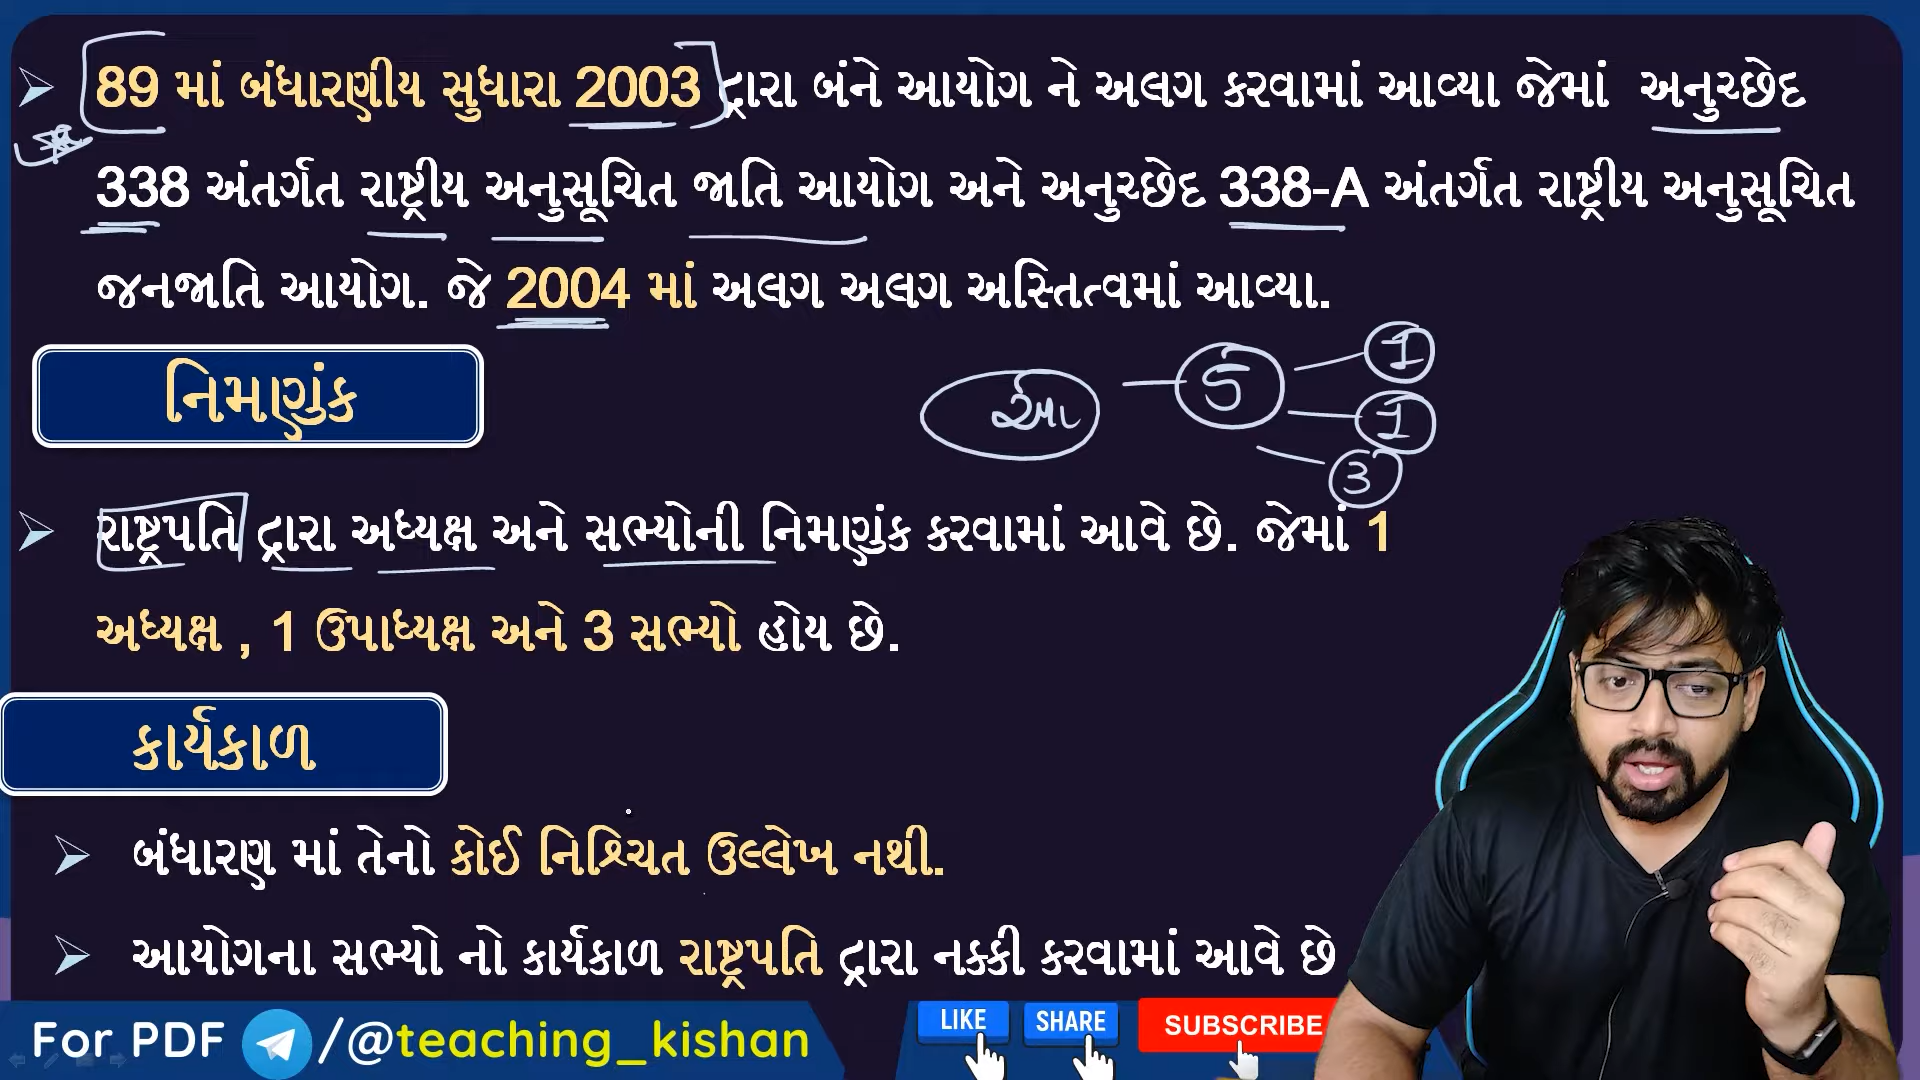 ➢ 89 માં બંધારણીય સુધારા 2003 દ્વારા બંને આયોગ ને અલગ કરવામાં આવ્યા જેમાં અનુચ્છેદ
338 અંતર્ગત રાષ્ટ્રીય અનુસૂચિત જાતિ આયોગ અને અનુચ્છેદ 338-A અંતર્ગત રાષ્ટ્રીય અનુસૂચિત
જનજાતિ આયોગ. જે 2004 માં અલગ અલગ અસ્તિત્વમાં આવ્યા.
નિમણુંક
5
1
1
3
➢ રાષ્ટ્રપતિ દ્વારા અધ્યક્ષ અને સભ્યોની નિમણુંક કરવામાં આવે છે. જેમાં 1
અધ્યક્ષ , 1 ઉપાધ્યક્ષ અને 3 સભ્યો હોય છે.
કાર્યકાળ
➢ બંધારણ માં તેનો કોઈ નિશ્ચિત ઉલ્લેખ નથી.
➢ આયોગના સભ્યો નો કાર્યકાળ રાષ્ટ્રપતિ દ્વારા નક્કી કરવામાં આવે છે
For PDF /@teaching_kishan
LIKE SHARE SUBSCRIBE